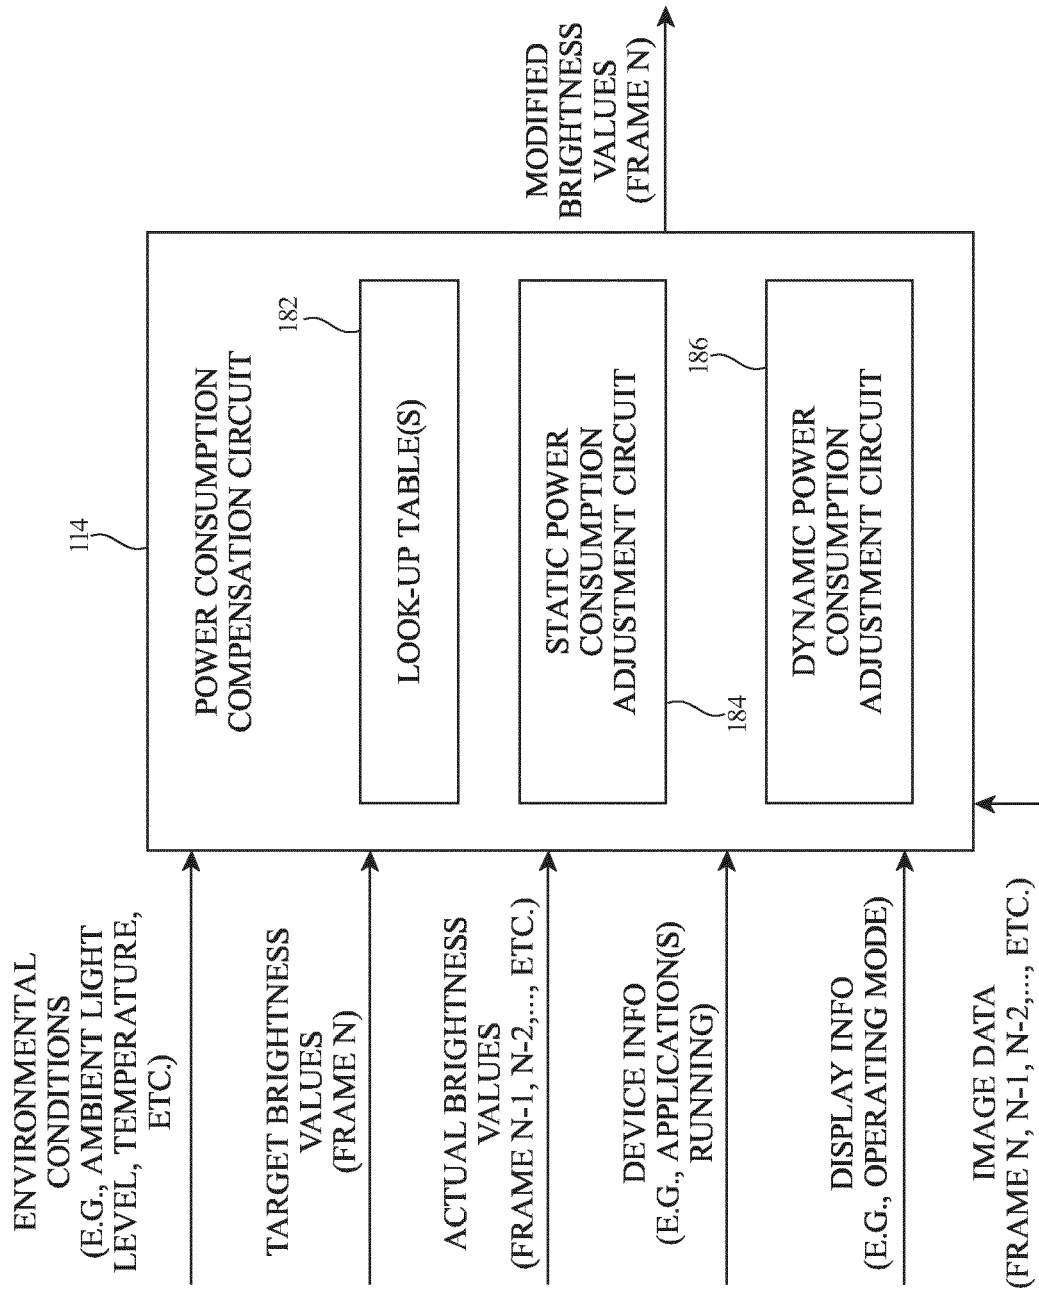 ENVIRONMENTAL
CONDITIONS
(E.G., AMBIENT LIGHT
LEVEL, TEMPERATURE,
ETC.)
TARGET BRIGHTNESS
VALUES
(FRAME N)
ACTUAL BRIGHTNESS
VALUES
(FRAME N-1, N-2,..., ETC.)
DEVICE INFO
(E.G., APPLICATION(S)
RUNNING)
DISPLAY INFO
(E.G., OPERATING MODE)
IMAGE DATA
(FRAME N, N-1, N-2,..., ETC.)
114
POWER CONSUMPTION
COMPENSATION CIRCUIT
182
LOOK-UP TABLE(S)
STATIC POWER
CONSUMPTION
ADJUSTMENT CIRCUIT
184
186
DYNAMIC POWER
CONSUMPTION
ADJUSTMENT CIRCUIT
MODIFIED
BRIGHTNESS
VALUES
(FRAME N)